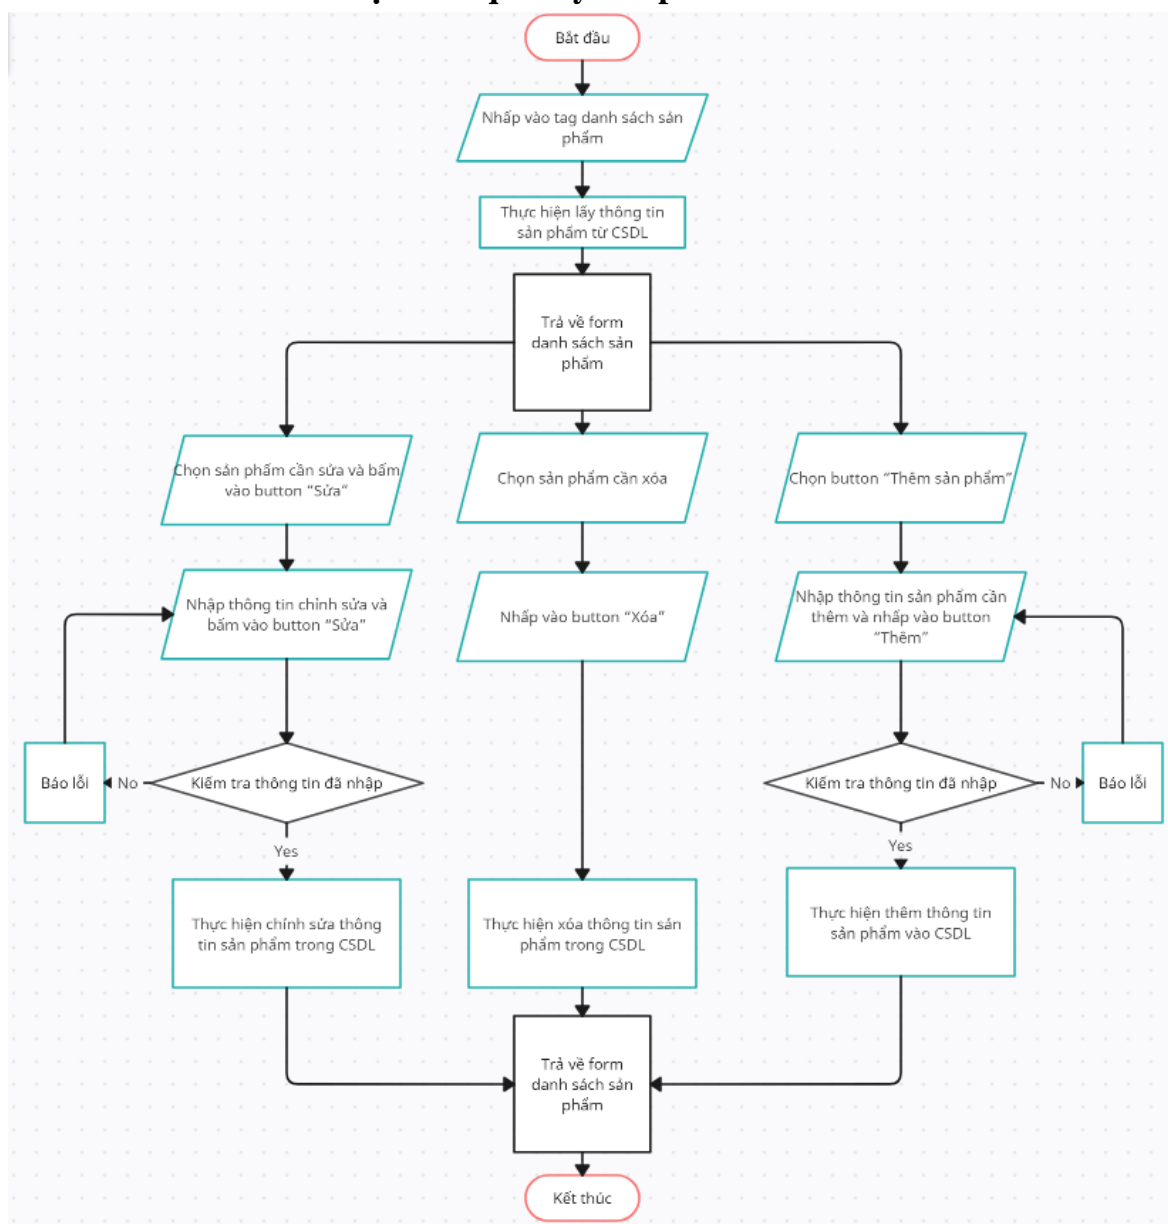 Bắt đầu
Nhấp vào tag danh sách sản
phẩm
Thực hiện lấy thông tin
sản phẩm từ CSDL
Trả về form
danh sách sản
phẩm
Chọn sản phẩm cần sửa và bấm
vào button “Sửa”
Chọn sản phẩm cần xóa
Chọn button “Thêm sản phẩm”
Nhập thông tin chỉnh sửa và
bấm vào button “Sửa”
Nhấp vào button “Xóa”
Nhập thông tin sản phẩm cần
thêm và nhấp vào button
“Thêm”
Báo lỗi
No
Kiểm tra thông tin đã nhập
Kiểm tra thông tin đã nhập
No
Báo lỗi
Yes
Yes
Thực hiện chỉnh sửa thông
tin sản phẩm trong CSDL
Thực hiện xóa thông tin sản
phẩm trong CSDL
Thực hiện thêm thông tin
sản phẩm vào CSDL
Trả về form
danh sách sản
phẩm
Kết thúc